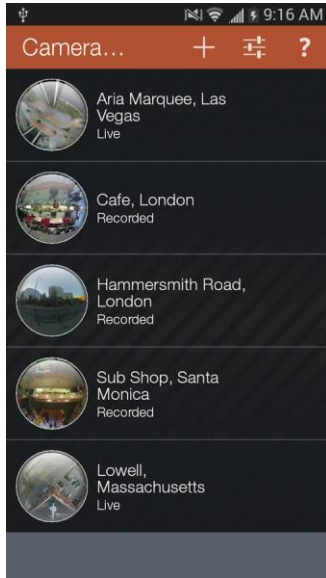 9:16 AM
Camera...
?
Aria Marquee, Las
Vegas
Live
Cafe, London
Recorded
Hammersmith Road,
London
Recorded
Sub Shop, Santa
Monica
Recorded
Lowell,
Massachusetts
Live